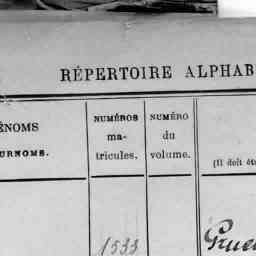 RÉPERTOIRE ALPHAB
ÉNOMS
URNOMS.
NUMÉROS
ma-
tricules.
NUMÉRO
du
volume.
(Il doit êt
1533